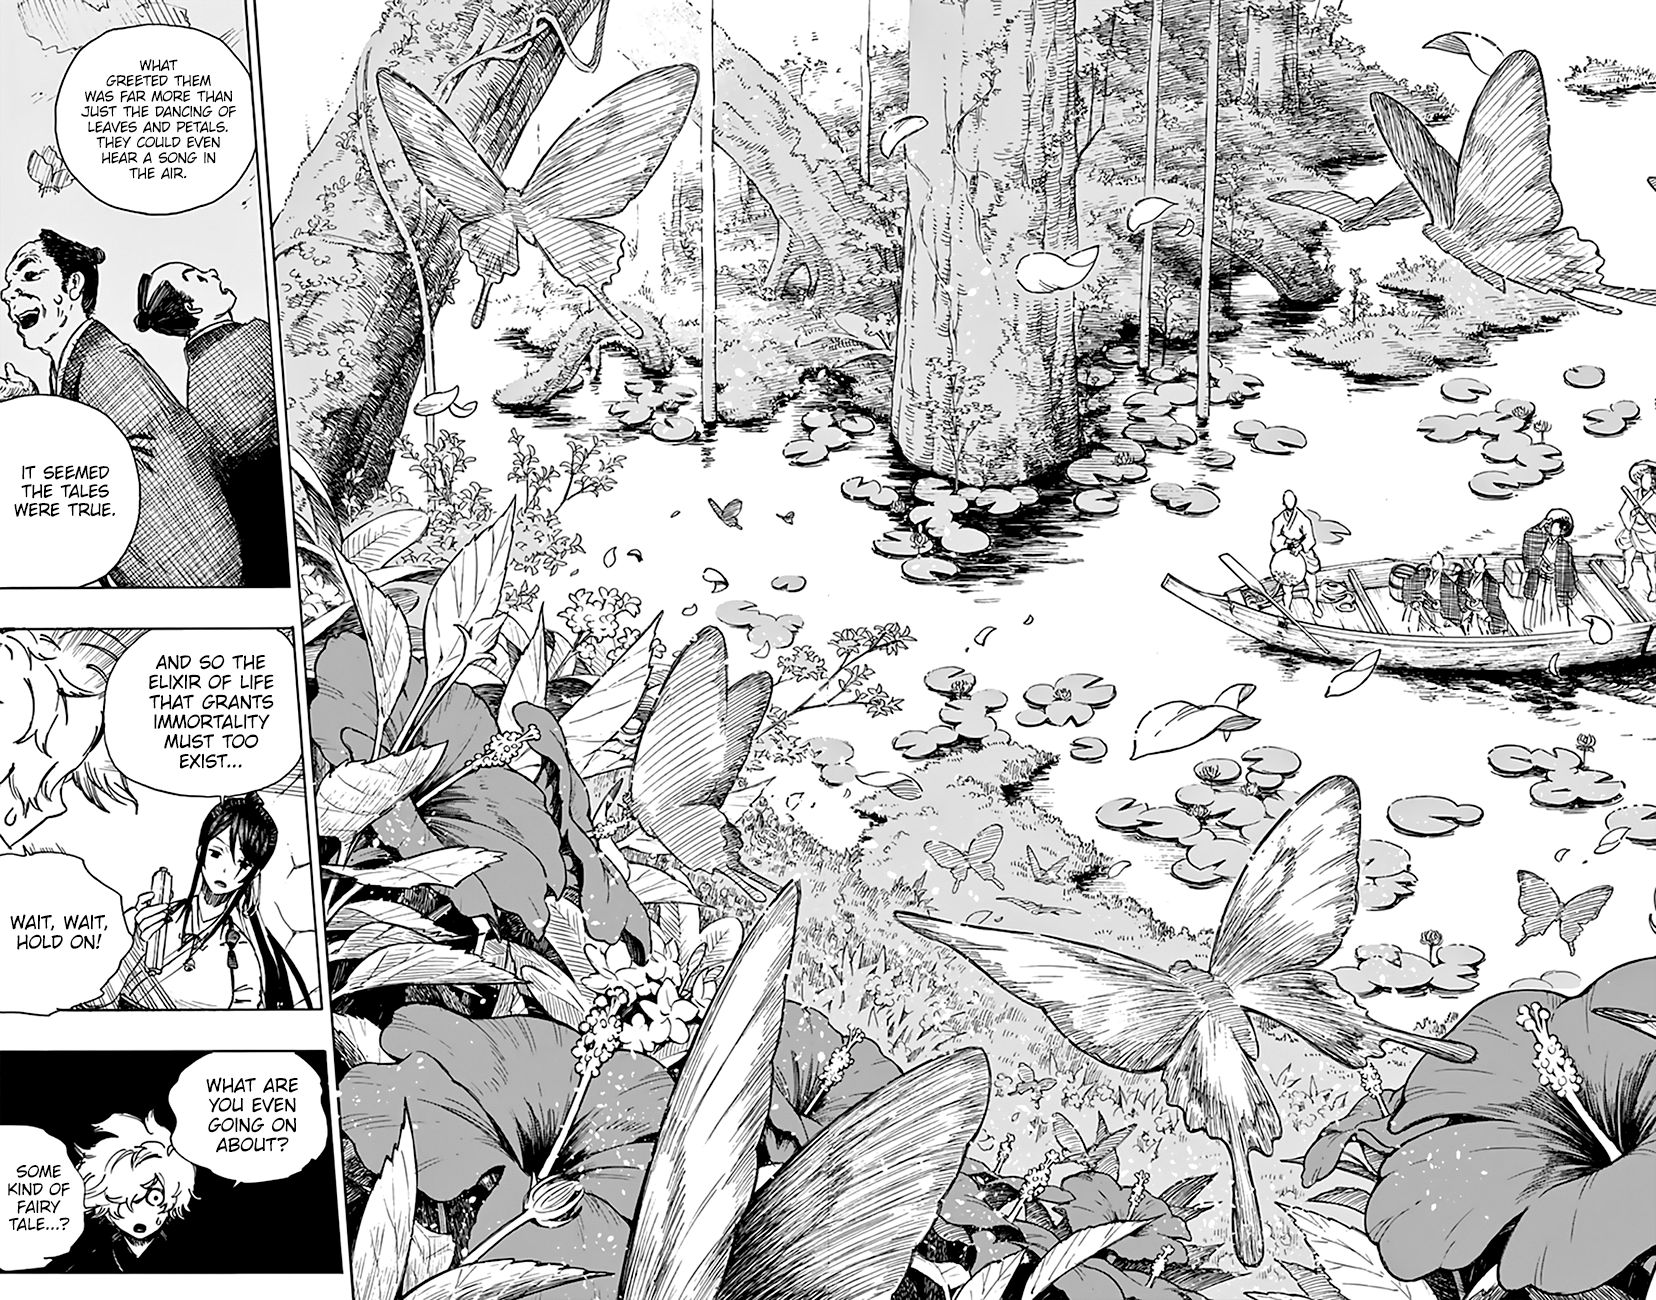 WHAT
GREETED THEM
WAS FAR MORE THAN
JUST THE DANCING OF
LEAVES AND PETALS.
THEY COULD EVEN
HEAR A SONG IN
THE AIR.
IT SEEMED
THE TALES
WERE TRUE.
AND SO THE
ELIXIR OF LIFE
THAT GRANTS
IMMORTALITY
MUST TOO
EXIST...
WAIT, WAIT,
HOLD ON!
WHAT ARE
YOU EVEN
GOING ON
ABOUT?
SOME
KIND OF
FAIRY
TALE...?